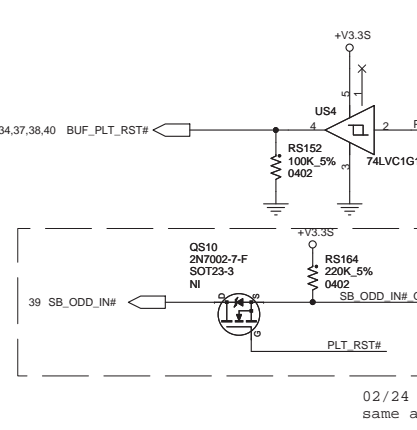 +V3.3S
5
1
US4
34,37,38,40 BUF_PLT_RST#
4
2
RS152
100K_5%
0402
3
74LVC1G1
+V3.3S
QS10
2N7002-7-F
SOT23-3
NI
RS164
220K_5%
0402
39 SB_ODD_IN#
D
S
SB_ODD_IN#_
G
PLT_RST#
02/24
same a